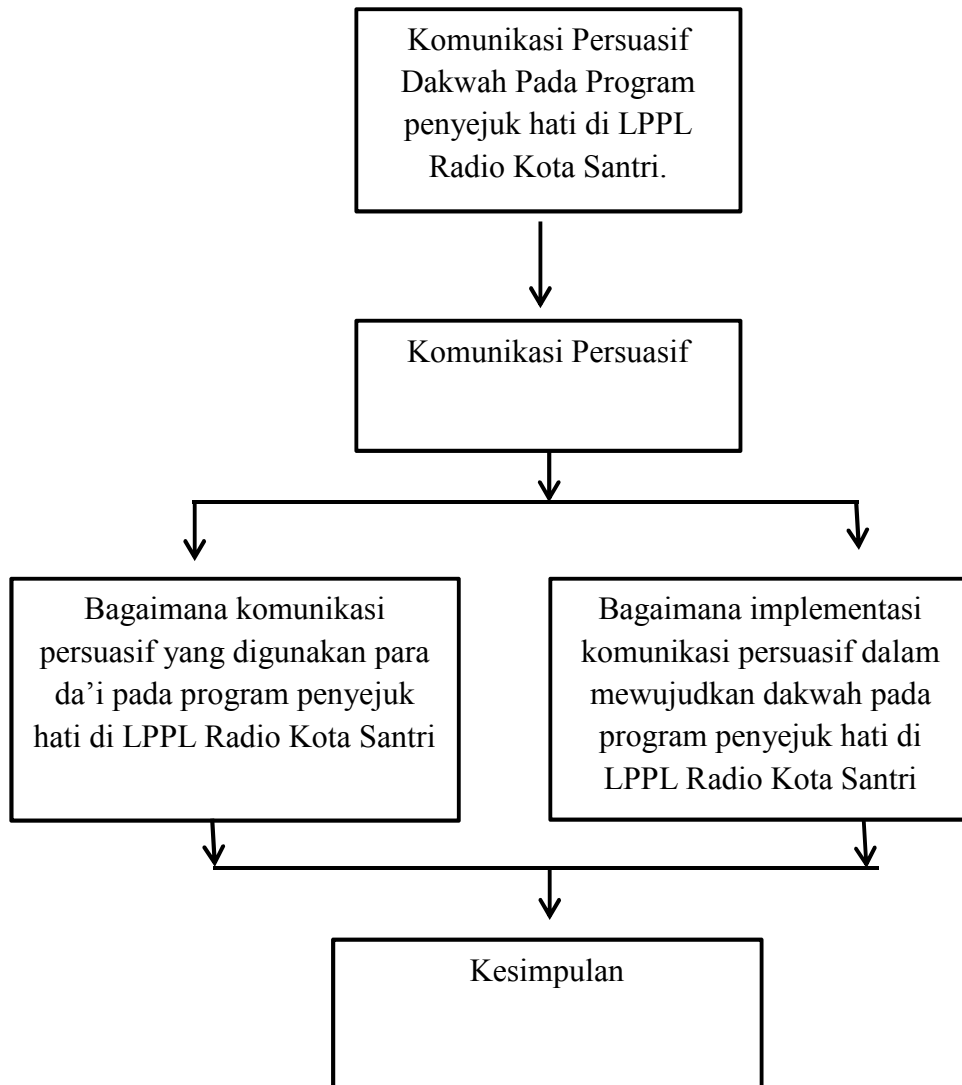 Komunikasi Persuasif
Dakwah Pada Program
penyejuk hati di LPPL
Radio Kota Santri.
Komunikasi Persuasif
Bagaimana komunikasi
persuasif yang digunakan para
da’i pada program penyejuk
hati di LPPL Radio Kota Santri
Bagaimana implementasi
komunikasi persuasif dalam
mewujudkan dakwah pada
program penyejuk hati di
LPPL Radio Kota Santri
Kesimpulan